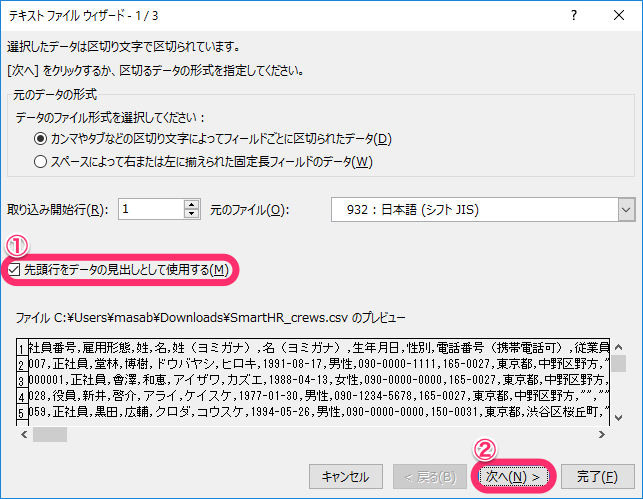 テキスト ファイル ウィザード - 1 / 3
選択したデータは区切り文字で区切られています。
[次へ] をクリックするか、区切るデータの形式を指定してください。
元のデータの形式
データのファイル形式を選択してください：
カンマやタブなどの区切り文字によってフィールドごとに区切られたデータ(D)
スペースによって右または左に揃えられた固定長フィールドのデータ(W)
取り込み開始行(R): 1 元のファイル(O): 932 : 日本語 (シフト JIS)
①
先頭行をデータの見出しとして使用する(M)
ファイル C:¥Users¥masab¥Downloads¥SmartHR_crews.csv のプレビュー
1 社員番号,雇用形態,姓,名,姓（ヨミガナ）,名（ヨミガナ）,生年月日,性別,電話番号（携帯電話可）,従業員
2 007,正社員,堂林,博樹,ドウバヤシ,ヒロキ,1991-08-17,男性,090-0000-1111,165-0027,東京都,中野区野方,
3 000001,正社員,會澤,和恵,アイザワ,カズエ,1988-04-13,女性,090-0000-0000,165-0027,東京都,中野区野方,
4 028,役員,新井,啓介,アライ,ケイスケ,1977-01-30,男性,090-1234-5678,165-0027,東京都,中野区野方,"","
5 059,正社員,黒田,広輔,クロダ,コウスケ,1994-05-26,男性,090-0000-0000,150-0031,東京都,渋谷区桜丘町,"
②
キャンセル < 戻る(B) 次へ(N) > 完了(F)